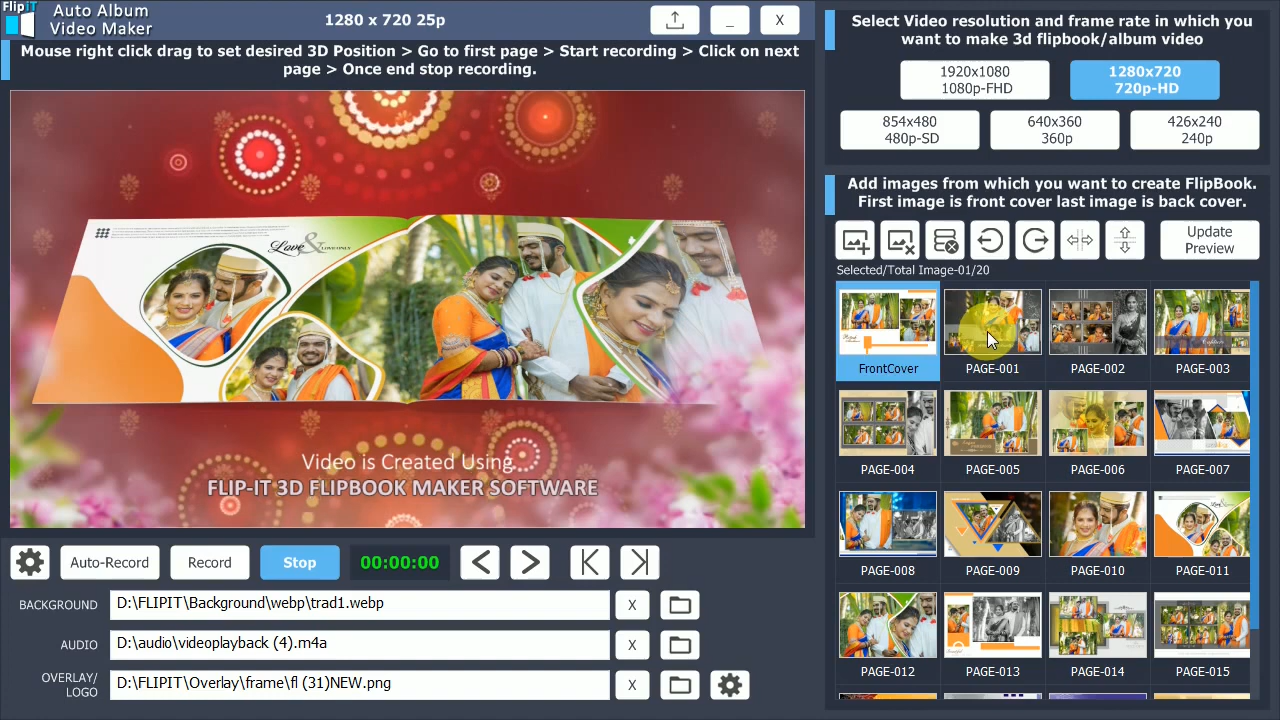 FlipiT
Auto Album
Video Maker
1280 x 720 25p
X
Mouse right click drag to set desired 3D Position > Go to first page > Start recording > Click on next
page > Once end stop recording.
Love &
Video is Created Using
FLIP-IT 3D FLIPBOOK MAKER SOFTWARE
Auto-Record
Record
Stop
00:00:00
BACKGROUND
D:\FLIPIT\Background\webp\trad1.webp
X
AUDIO
D:\audio\videoplayback (4).m4a
X
OVERLAY/
LOGO
D:\FLIPIT\Overlay\frame\fl (31)NEW.png
X
Select Video resolution and frame rate in which you
want to make 3d flipbook/album video
1920x1080
1080p-FHD
1280x720
720p-HD
854x480
480p-SD
640x360
360p
426x240
240p
Add images from which you want to create FlipBook.
First image is front cover last image is back cover.
Update
Preview
Selected/Total Image-01/20
FrontCover
PAGE-001
PAGE-002
PAGE-003
PAGE-004
PAGE-005
PAGE-006
PAGE-007
PAGE-008
PAGE-009
PAGE-010
PAGE-011
PAGE-012
PAGE-013
PAGE-014
PAGE-015